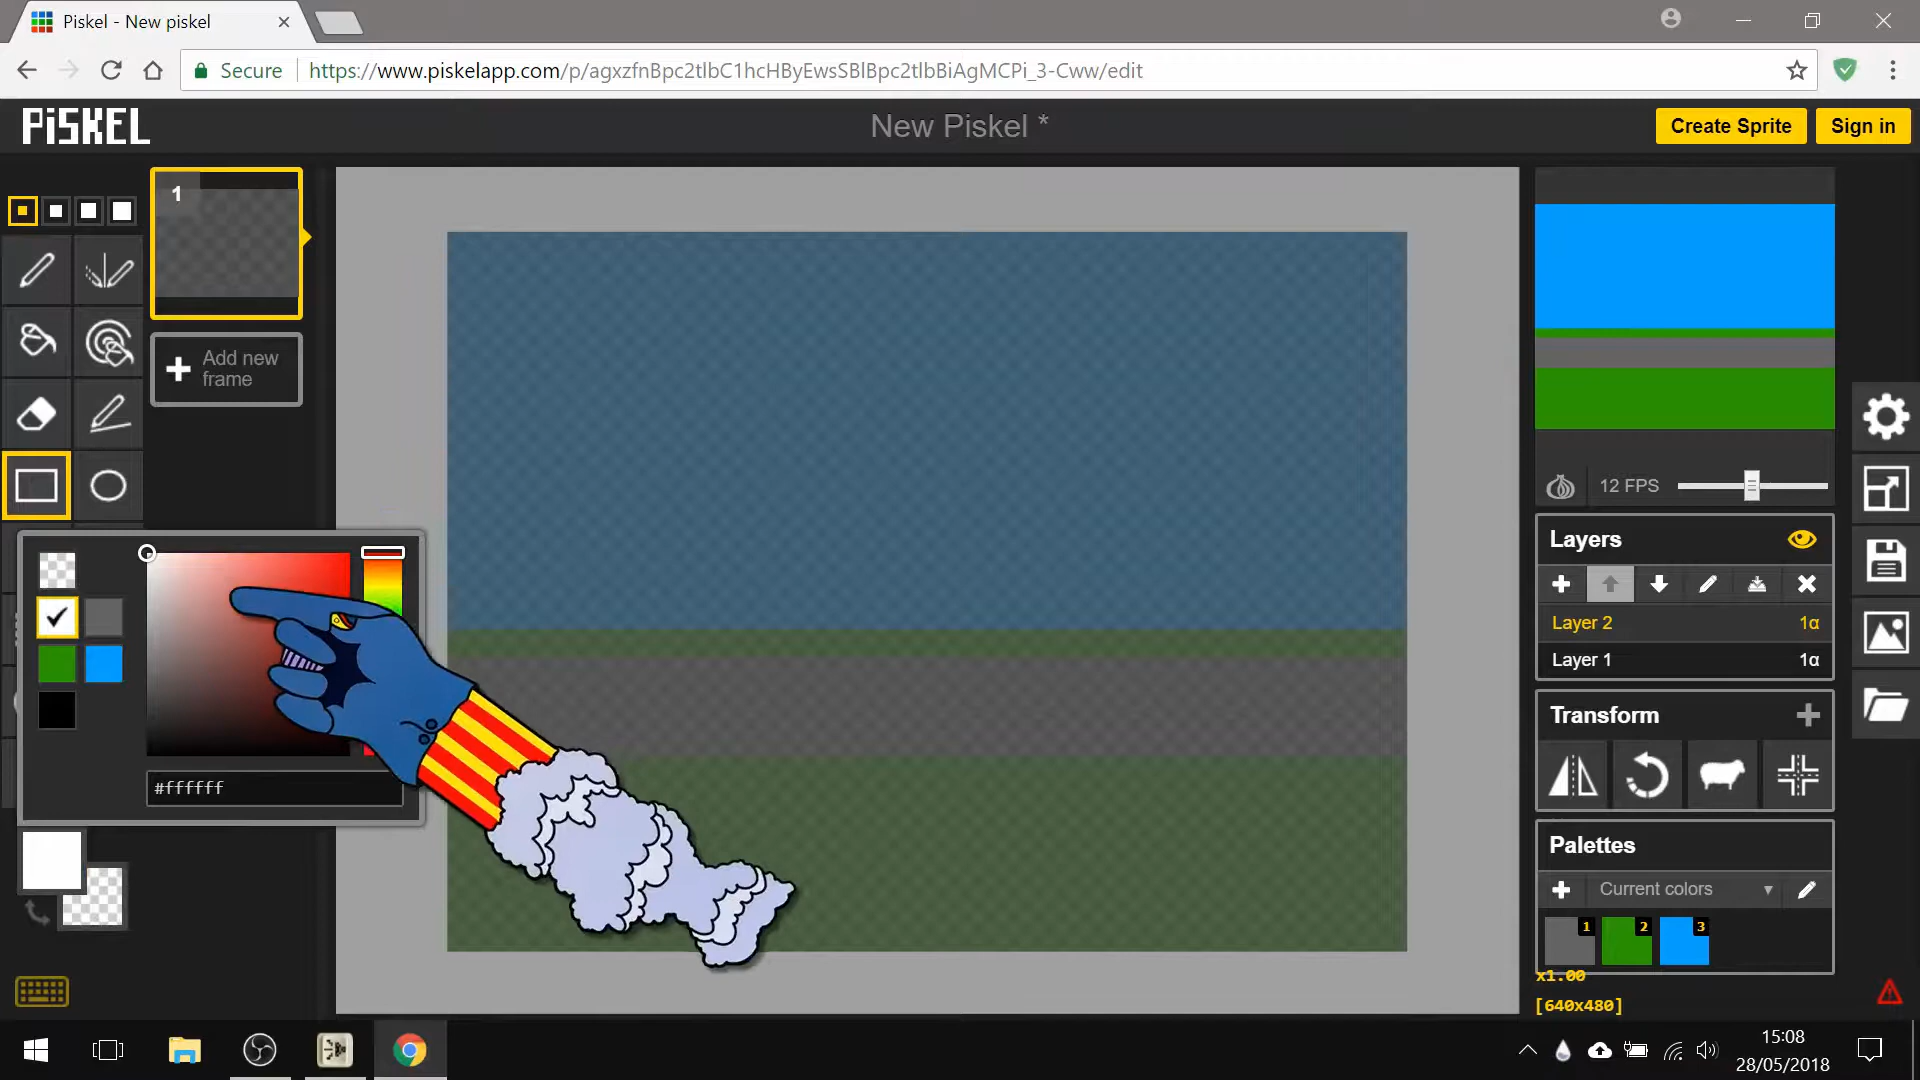 Piskel - New piskel
Secure
https://www.piskelapp.com/p/agxzfnBpc2tlbC1hcHByEwsSBlBpc2tlbBiAgMCPi_3-Cww/edit
PiSKEL
New Piskel *
Create Sprite
Sign in
1
Add new
frame
12 FPS
Layers
Layer 2 1α
Layer 1 1α
Transform
#ffffff
Palettes
Current colors
1 2 3
x1.00
[640x480]
15:08
28/05/2018